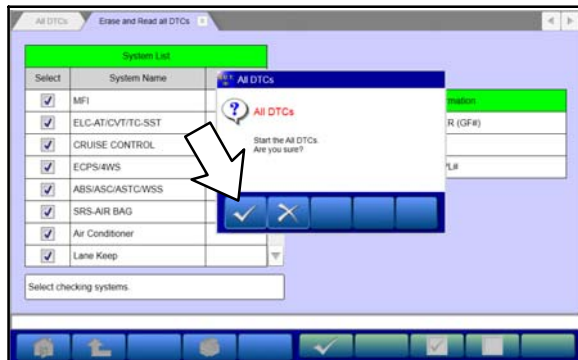 All DTCs
Erase and Read all DTCs
System List
Select
System Name
MFI
ELC-AT/CVT/TC-SST
CRUISE CONTROL
ECPS/4WS
ABS/ASC/ASTC/WSS
SRS-AIR BAG
Air Conditioner
Lane Keep
Select checking systems.
All DTCs
All DTCs
Start the All DTCs.
Are you sure?
mation
R (GF#)